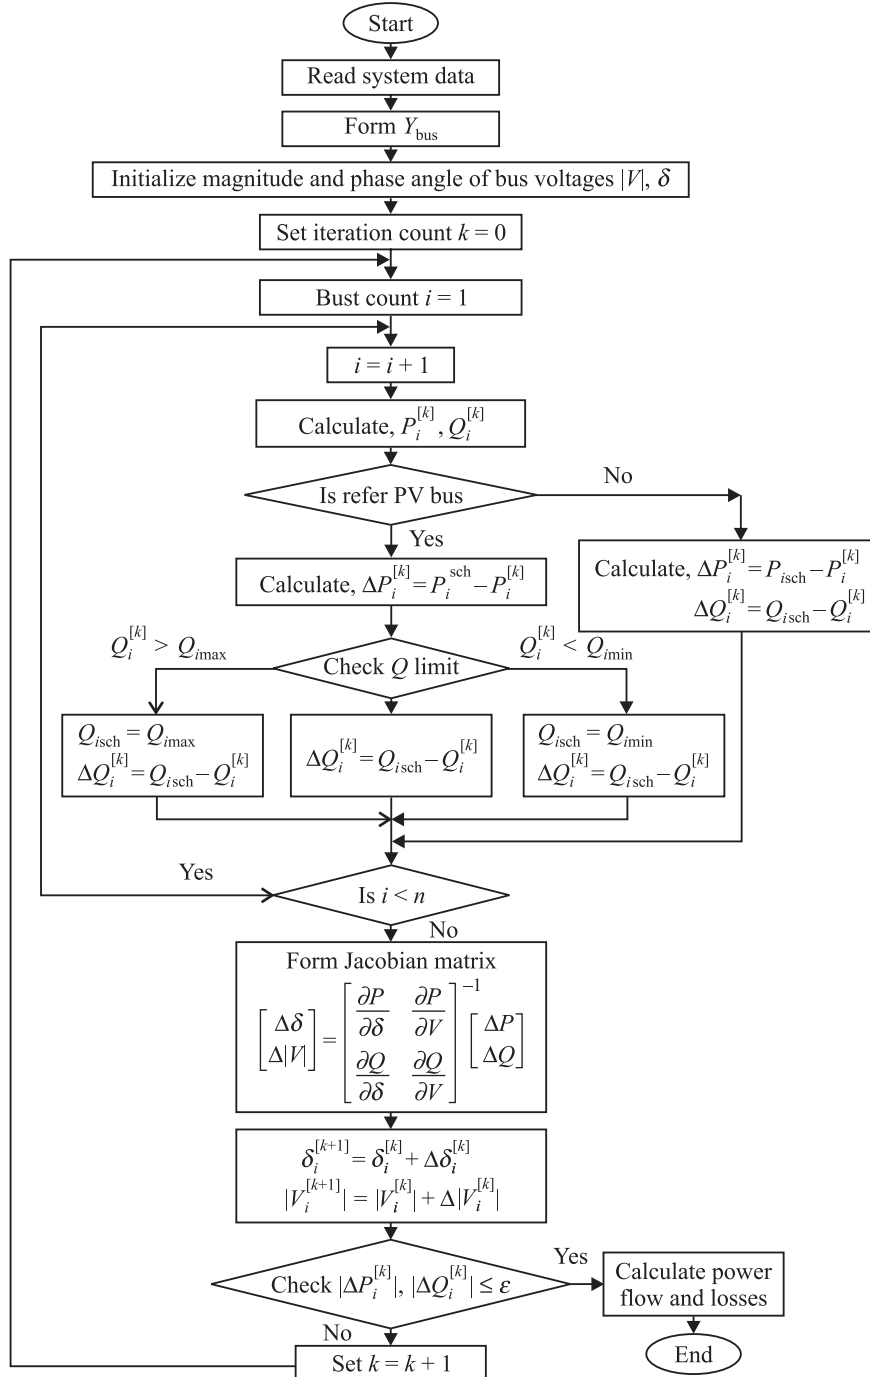 Start
Read system data
Form Y_bus
Initialize magnitude and phase angle of bus voltages |V|, δ
Set iteration count k = 0
Bust count i = 1
i = i + 1
Calculate, P_i^[k], Q_i^[k]
Is refer PV bus
No
Yes
Calculate, ΔP_i^[k] = P_i^sch – P_i^[k]
Calculate, ΔP_i^[k] = P_isch – P_i^[k]
ΔQ_i^[k] = Q_isch – Q_i^[k]
Q_i^[k] > Q_imax
Check Q limit
Q_i^[k] < Q_imin
Q_isch = Q_imax
ΔQ_i^[k] = Q_isch – Q_i^[k]
ΔQ_i^[k] = Q_isch – Q_i^[k]
Q_isch = Q_imin
ΔQ_i^[k] = Q_isch – Q_i^[k]
Yes
Is i < n
No
Form Jacobian matrix
[Δδ; Δ|V|] = [∂P/∂δ ∂P/∂V; ∂Q/∂δ ∂Q/∂V]^–1 [ΔP; ΔQ]
δ_i^[k+1] = δ_i^[k] + Δδ_i^[k]
|V_i^[k+1]| = |V_i^[k]| + Δ|V_i^[k]|
Check |ΔP_i^[k]|, |ΔQ_i^[k]| ≤ ε
Yes
Calculate power
flow and losses
No
Set k = k + 1
End